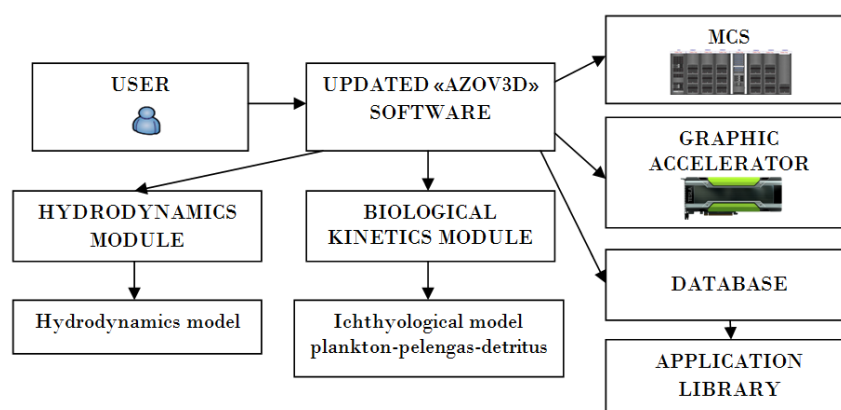 MCS
USER
UPDATED «AZOV3D»
SOFTWARE
GRAPHIC
ACCELERATOR
HYDRODYNAMICS
MODULE
BIOLOGICAL
KINETICS MODULE
DATABASE
Hydrodynamics model
Ichthyological model
plankton-pelengas-detritus
APPLICATION
LIBRARY